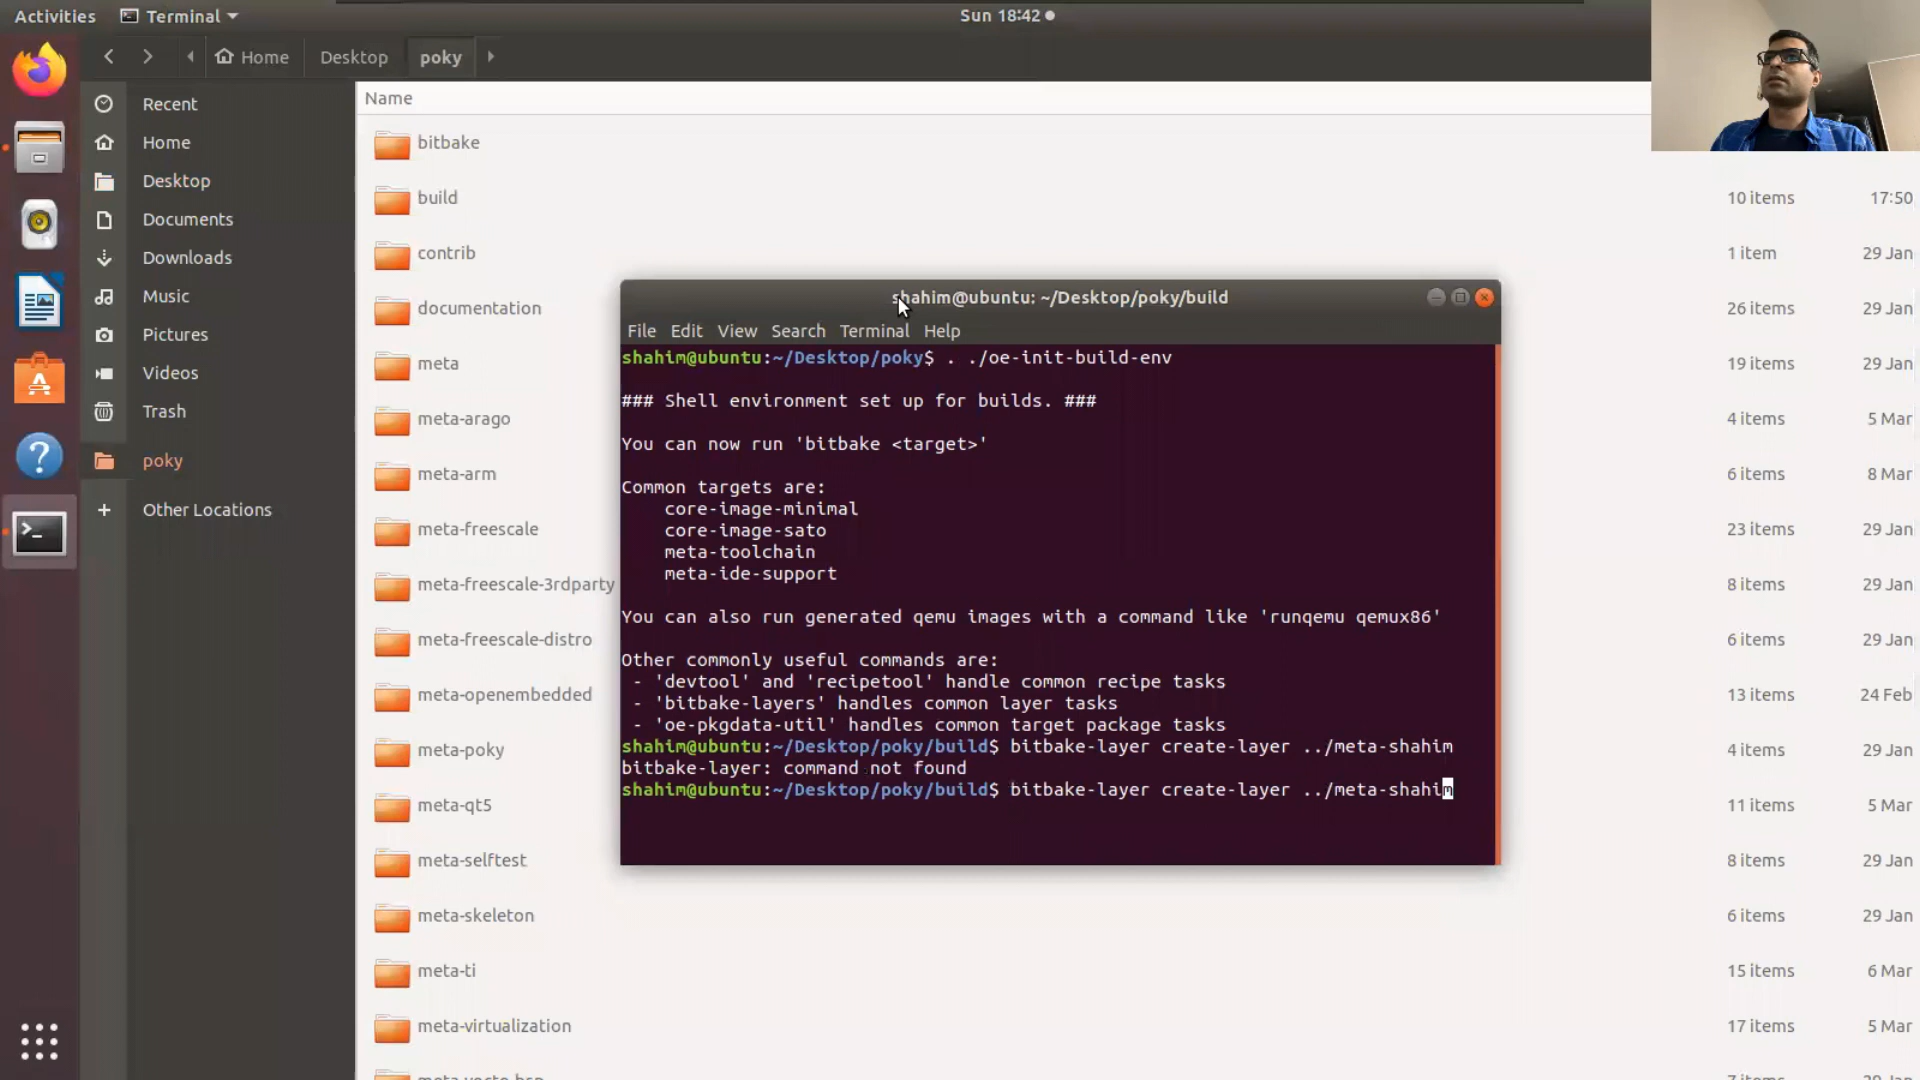 Activities Terminal Sun 18:42
Home Desktop poky
Recent
Home
Desktop
Documents
Downloads
Music
Pictures
Videos
Trash
poky
Other Locations
Name
bitbake
build 10 items 17:50
contrib 1 item 29 Jan
documentation 26 items 29 Jan
meta 19 items 29 Jan
meta-arago 4 items 5 Mar
meta-arm 6 items 8 Mar
meta-freescale 23 items 29 Jan
meta-freescale-3rdparty 8 items 29 Jan
meta-freescale-distro 6 items 29 Jan
meta-openembedded 13 items 24 Feb
meta-poky 4 items 29 Jan
meta-qt5 11 items 5 Mar
meta-selftest 8 items 29 Jan
meta-skeleton 6 items 29 Jan
meta-ti 15 items 6 Mar
meta-virtualization 17 items 5 Mar
shahim@ubuntu: ~/Desktop/poky/build
File Edit View Search Terminal Help
shahim@ubuntu:~/Desktop/poky$ . ./oe-init-build-env
### Shell environment set up for builds. ###
You can now run 'bitbake <target>'
Common targets are:
core-image-minimal
core-image-sato
meta-toolchain
meta-ide-support
You can also run generated qemu images with a command like 'runqemu qemux86'
Other commonly useful commands are:
- 'devtool' and 'recipetool' handle common recipe tasks
- 'bitbake-layers' handles common layer tasks
- 'oe-pkgdata-util' handles common target package tasks
shahim@ubuntu:~/Desktop/poky/build$ bitbake-layer create-layer ../meta-shahim
bitbake-layer: command not found
shahim@ubuntu:~/Desktop/poky/build$ bitbake-layer create-layer ../meta-shahim